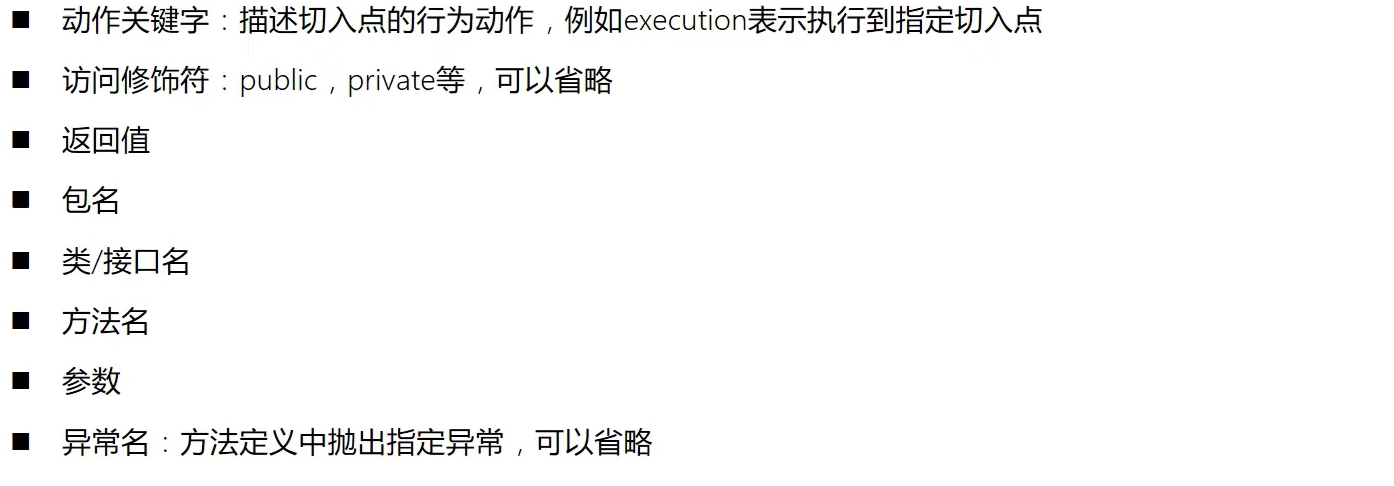 ■ 动作关键字：描述切入点的行为动作，例如execution表示执行到指定切入点
■ 访问修饰符：public，private等，可以省略
■ 返回值
■ 包名
■ 类/接口名
■ 方法名
■ 参数
■ 异常名：方法定义中抛出指定异常，可以省略